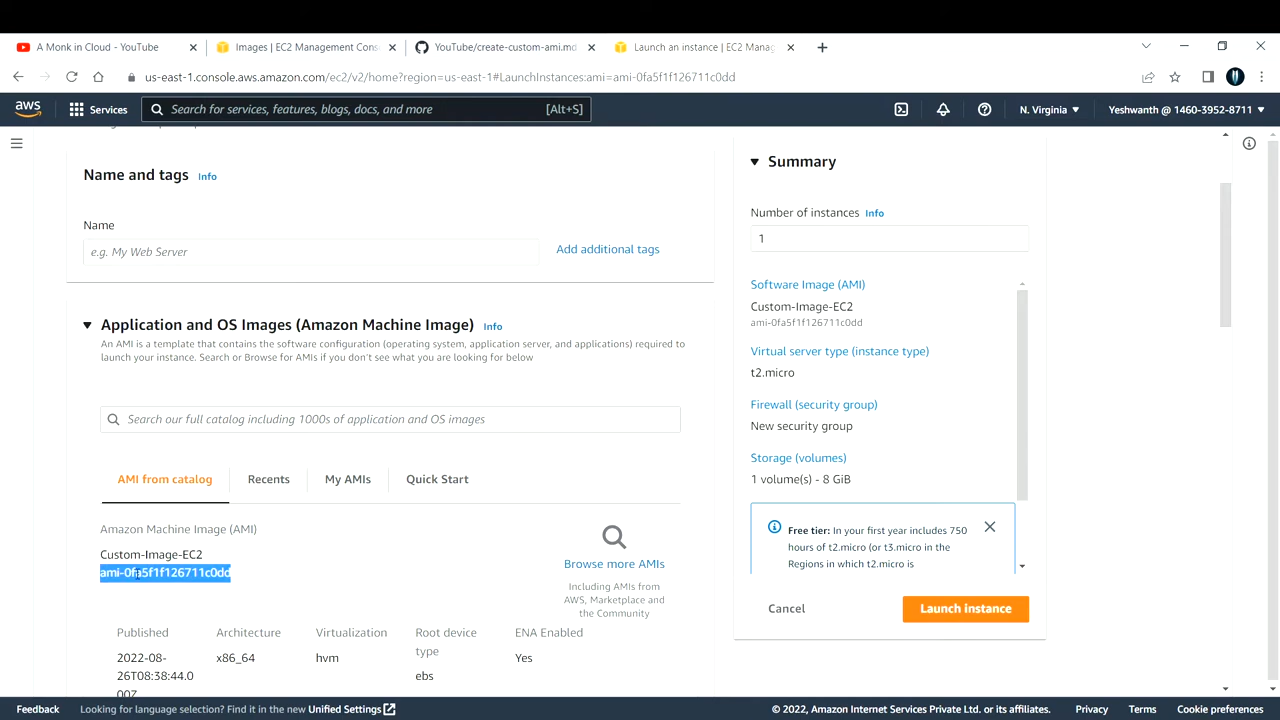 A Monk in Cloud - YouTube
Images | EC2 Management Cons
YouTube/create-custom-ami.md
Launch an instance | EC2 Manag
us-east-1.console.aws.amazon.com/ec2/v2/home?region=us-east-1#LaunchInstances:ami=ami-0fa5f1f126711c0dd
aws
Services
Search for services, features, blogs, docs, and more
[Alt+S]
N. Virginia
Yeshwanth @ 1460-3952-8711
Name and tags Info
Name
e.g. My Web Server
Add additional tags
Application and OS Images (Amazon Machine Image) Info
An AMI is a template that contains the software configuration (operating system, application server, and applications) required to
launch your instance. Search or Browse for AMIs if you don't see what you are looking for below
Search our full catalog including 1000s of application and OS images
AMI from catalog
Recents
My AMIs
Quick Start
Amazon Machine Image (AMI)
Custom-Image-EC2
ami-0fa5f1f126711c0dd
Browse more AMIs
Including AMIs from
AWS, Marketplace and
the Community
Published
2022-08-
26T08:38:44.0
00Z
Architecture
x86_64
Virtualization
hvm
Root device
type
ebs
ENA Enabled
Yes
Summary
Number of instances Info
1
Software Image (AMI)
Custom-Image-EC2
ami-0fa5f1f126711c0dd
Virtual server type (instance type)
t2.micro
Firewall (security group)
New security group
Storage (volumes)
1 volume(s) - 8 GiB
Free tier: In your first year includes 750
hours of t2.micro (or t3.micro in the
Regions in which t2.micro is
Cancel
Launch instance
Feedback
Looking for language selection? Find it in the new Unified Settings
© 2022, Amazon Internet Services Private Ltd. or its affiliates.
Privacy
Terms
Cookie preferences